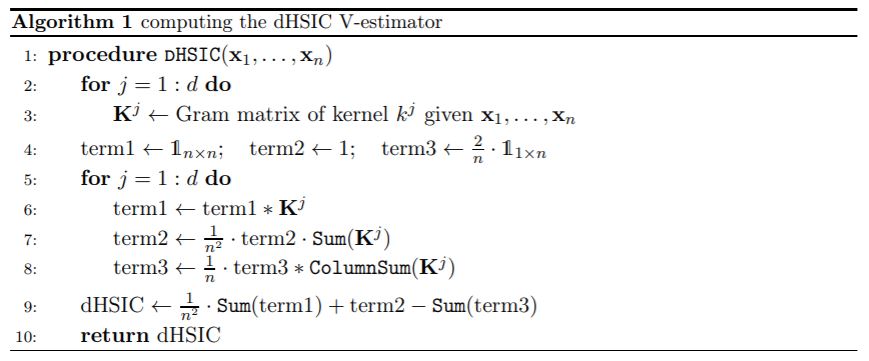 Algorithm 1 computing the dHSIC V-estimator
1: procedure DHSIC(x₁, . . . , xₙ)
2: for j = 1 : d do
3: Kʲ ← Gram matrix of kernel kʲ given x₁, . . . , xₙ
4: term1 ← 𝟙ₙₓₙ; term2 ← 1; term3 ← 2/n · 𝟙₁ₓₙ
5: for j = 1 : d do
6: term1 ← term1 * Kʲ
7: term2 ← 1/n² · term2 · Sum(Kʲ)
8: term3 ← 1/n · term3 * ColumnSum(Kʲ)
9: dHSIC ← 1/n² · Sum(term1) + term2 − Sum(term3)
10: return dHSIC